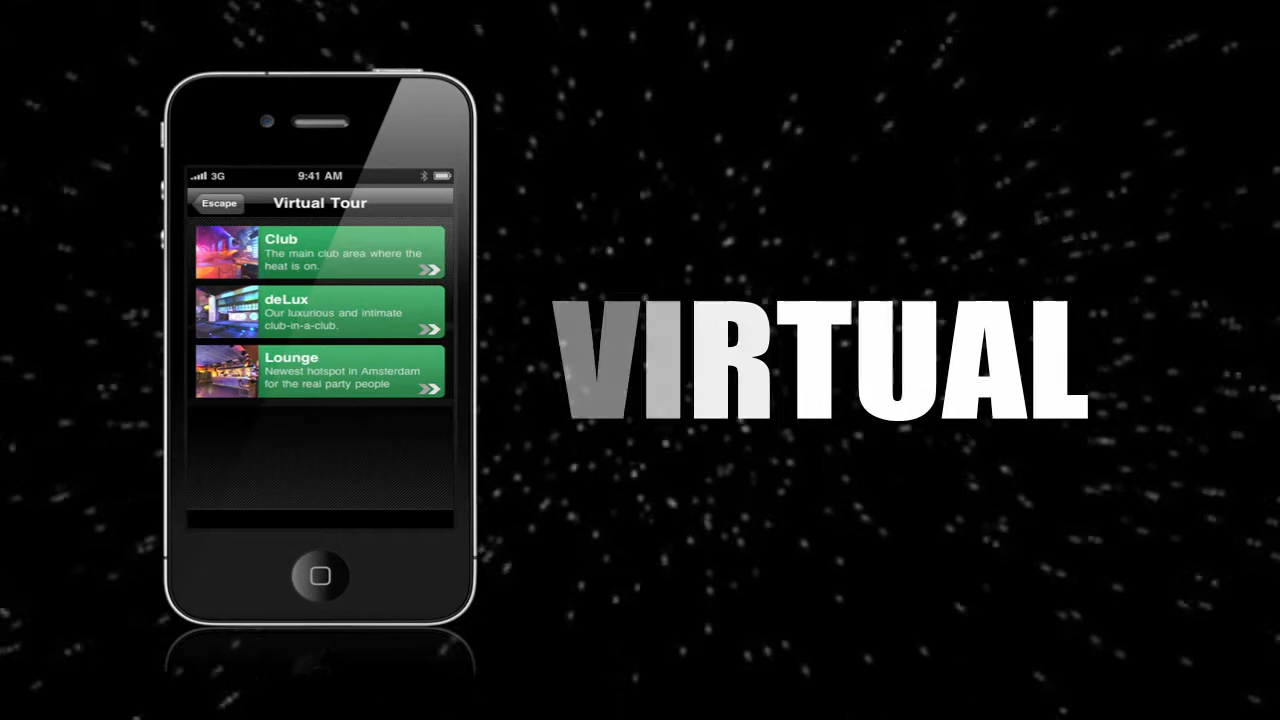 3G 9:41 AM
Escape Virtual Tour
Club
The main club area where the
heat is on.
deLux
Our luxurious and intimate
club-in-a-club.
Lounge
Newest hotspot in Amsterdam
for the real party people
VIRTUAL